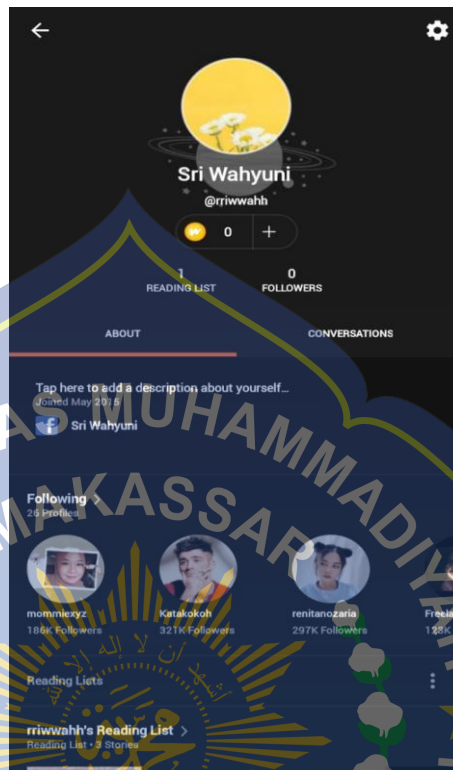 Sri Wahyuni
@rriwwahh
0 +
1 0
READING LIST FOLLOWERS
ABOUT CONVERSATIONS
Tap here to add a description about yourself...
Joined May 2015
Sri Wahyuni
AS MUHAMMADIYA
MAKASSAR
Following >
26 Profiles
mommiexyz Katakokoh renitanozaria
186K Followers 321K Followers 297K Followers
Reading Lists
rriwwahh's Reading List >
Reading List • 3 Stories